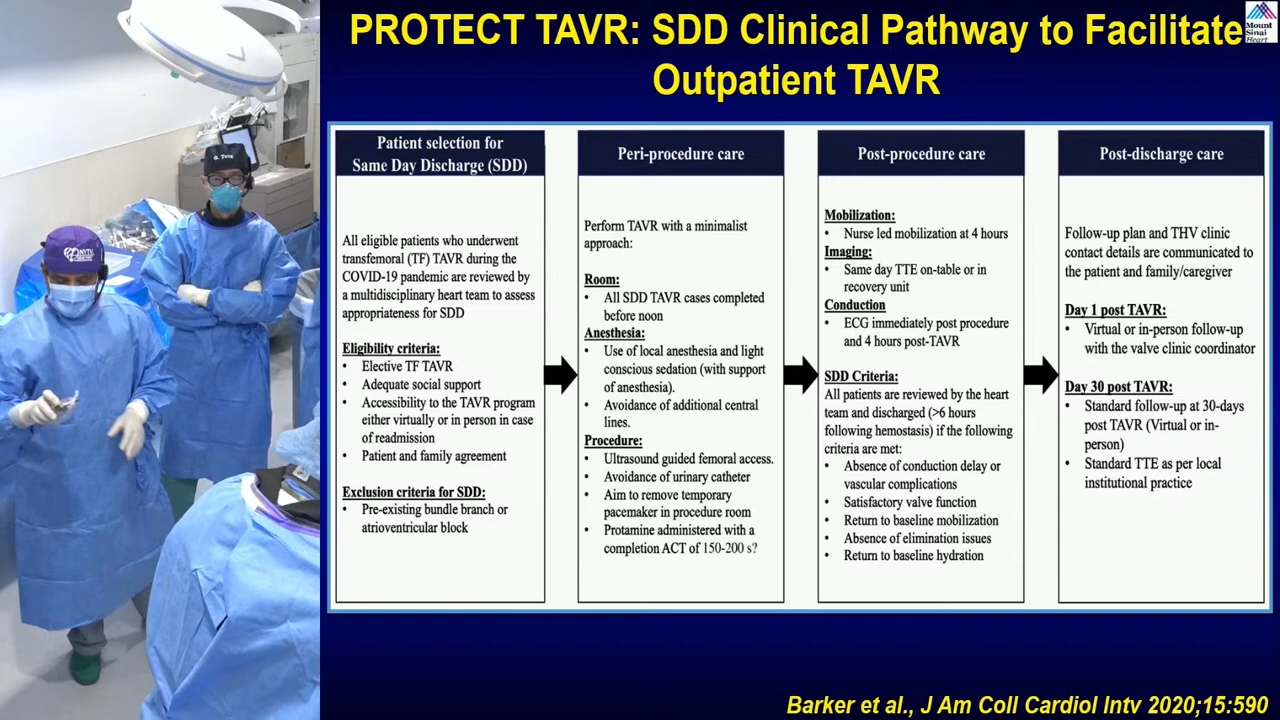 PROTECT TAVR: SDD Clinical Pathway to Facilitate
Outpatient TAVR
Mount
Sinai
Heart
Patient selection for
Same Day Discharge (SDD)
All eligible patients who underwent
transfemoral (TF) TAVR during the
COVID-19 pandemic are reviewed by
a multidisciplinary heart team to assess
appropriateness for SDD
Eligibility criteria:
• Elective TF TAVR
• Adequate social support
• Accessibility to the TAVR program
either virtually or in person in case
of readmission
• Patient and family agreement
Exclusion criteria for SDD:
• Pre-existing bundle branch or
atrioventricular block
Peri-procedure care
Perform TAVR with a minimalist
approach:
Room:
• All SDD TAVR cases completed
before noon
Anesthesia:
• Use of local anesthesia and light
conscious sedation (with support
of anesthesia).
• Avoidance of additional central
lines.
Procedure:
• Ultrasound guided femoral access.
• Avoidance of urinary catheter
• Aim to remove temporary
pacemaker in procedure room
• Protamine administered with a
completion ACT of 150-200 s?
Post-procedure care
Mobilization:
• Nurse led mobilization at 4 hours
Imaging:
• Same day TTE on-table or in
recovery unit
Conduction
• ECG immediately post procedure
and 4 hours post-TAVR
SDD Criteria:
All patients are reviewed by the heart
team and discharged (>6 hours
following hemostasis) if the following
criteria are met:
• Absence of conduction delay or
vascular complications
• Satisfactory valve function
• Return to baseline mobilization
• Absence of elimination issues
• Return to baseline hydration
Post-discharge care
Follow-up plan and THV clinic
contact details are communicated to
the patient and family/caregiver
Day 1 post TAVR:
• Virtual or in-person follow-up
with the valve clinic coordinator
Day 30 post TAVR:
• Standard follow-up at 30-days
post TAVR (Virtual or in-
person)
• Standard TTE as per local
institutional practice
Barker et al., J Am Coll Cardiol Intv 2020;15:590